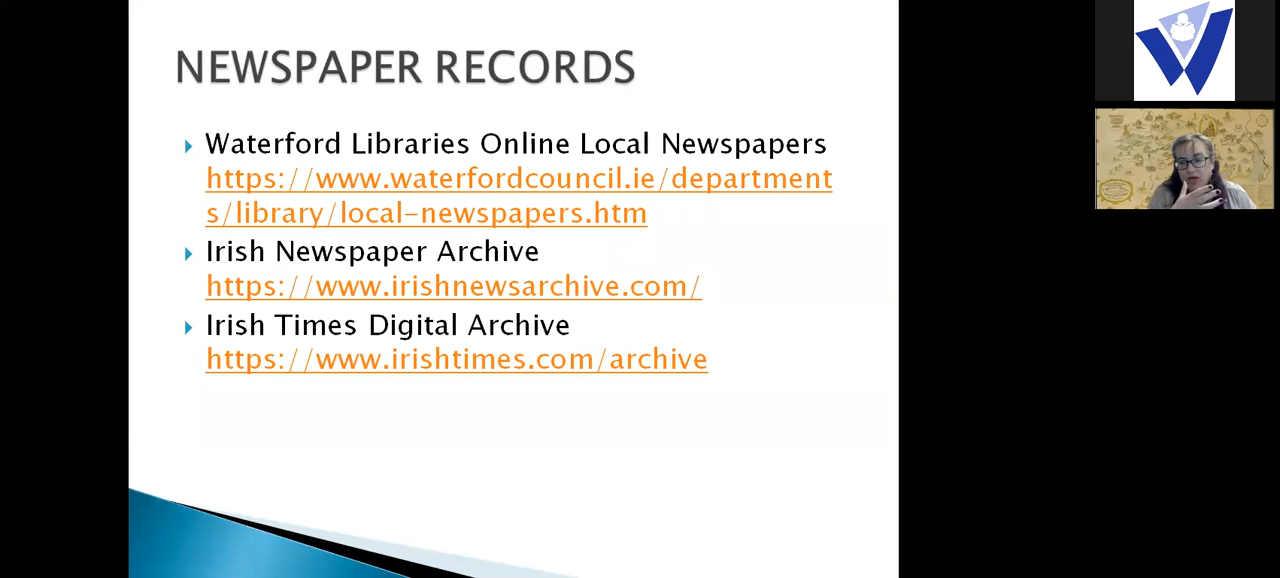 NEWSPAPER RECORDS
Waterford Libraries Online Local Newspapers
https://www.waterfordcouncil.ie/department
s/library/local-newspapers.htm
Irish Newspaper Archive
https://www.irishnewsarchive.com/
Irish Times Digital Archive
https://www.irishtimes.com/archive